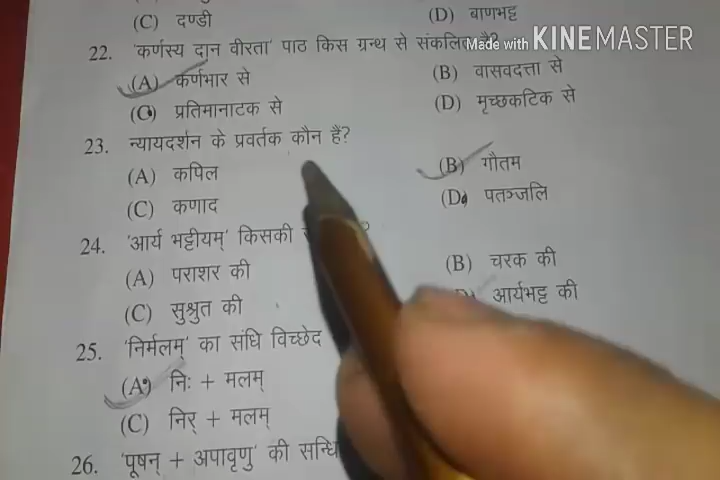 (C) दण्डी (D) बाणभट्ट
22. 'कर्णस्य दान वीरता' पाठ किस ग्रन्थ से संकलित है?
Made with KINEMASTER
(A) कर्णभार से (B) वासवदत्ता से
(C) प्रतिमानाटक से (D) मृच्छकटिक से
23. न्यायदर्शन के प्रवर्तक कौन हैं?
(A) कपिल (B) गौतम
(C) कणाद (D) पतञ्जलि
24. 'आर्य भट्टीयम्' किसकी ?
(A) पराशर की (B) चरक की
(C) सुश्रुत की आर्यभट्ट की
25. 'निर्मलम्' का संधि विच्छेद
(A) निः + मलम्
(C) निर् + मलम्
26. 'पूषन् + अपावृणु' की सन्धि